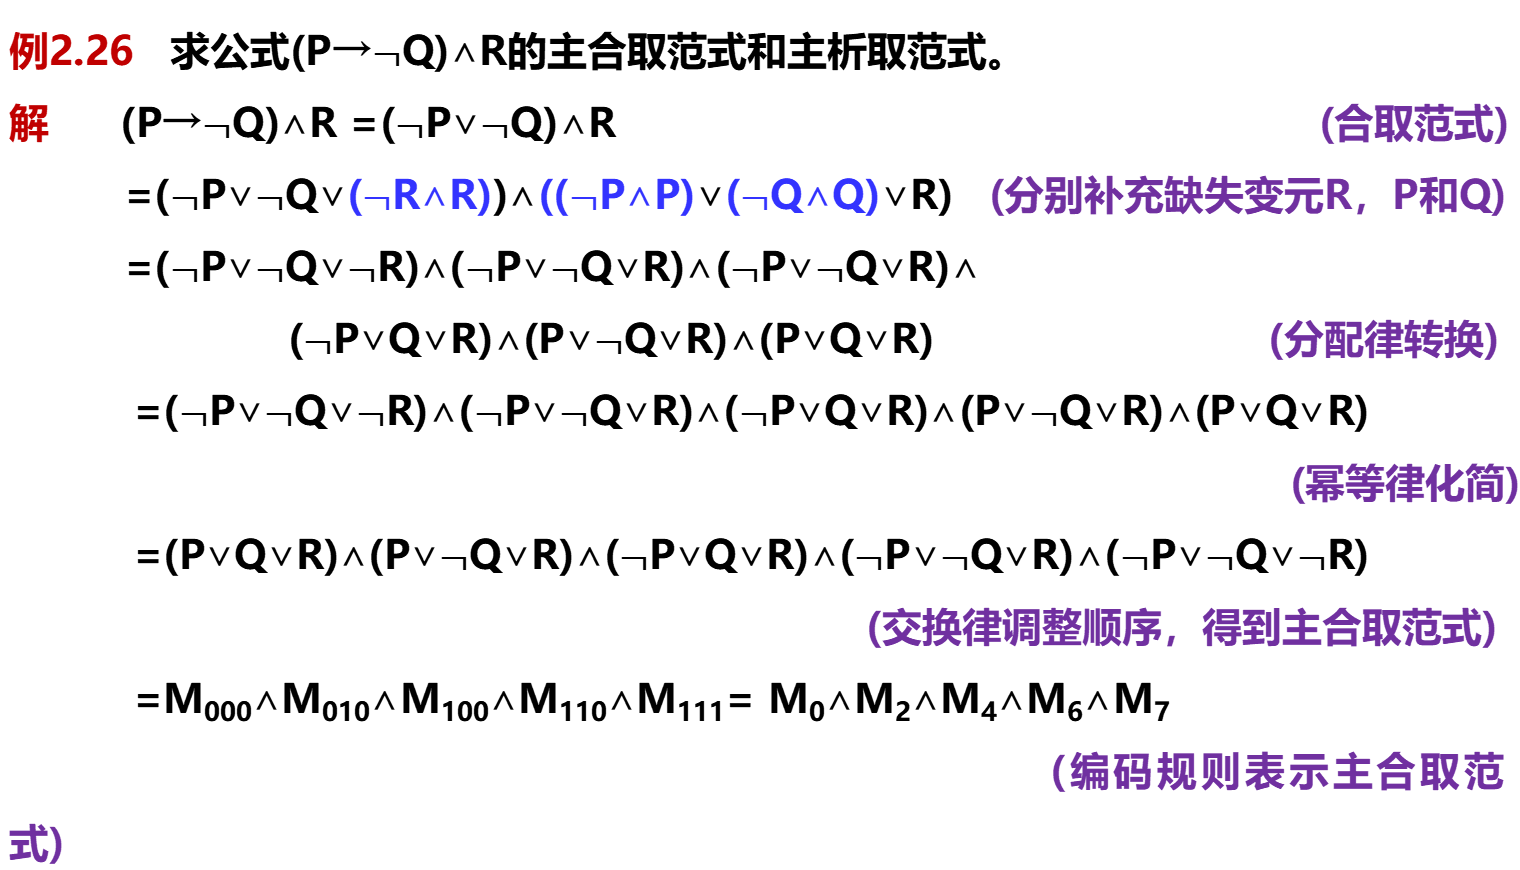 例2.26 求公式(P→¬Q)∧R的主合取范式和主析取范式。
解 (P→¬Q)∧R =(¬P∨¬Q)∧R (合取范式)
=(¬P∨¬Q∨(¬R∧R))∧((¬P∧P)∨(¬Q∧Q)∨R) (分别补充缺失变元R，P和Q)
=(¬P∨¬Q∨¬R)∧(¬P∨¬Q∨R)∧(¬P∨¬Q∨R)∧
(¬P∨Q∨R)∧(P∨¬Q∨R)∧(P∨Q∨R) (分配律转换)
=(¬P∨¬Q∨¬R)∧(¬P∨¬Q∨R)∧(¬P∨Q∨R)∧(P∨¬Q∨R)∧(P∨Q∨R)
(幂等律化简)
=(P∨Q∨R)∧(P∨¬Q∨R)∧(¬P∨Q∨R)∧(¬P∨¬Q∨R)∧(¬P∨¬Q∨¬R)
(交换律调整顺序，得到主合取范式)
=M₀₀₀∧M₀₁₀∧M₁₀₀∧M₁₁₀∧M₁₁₁= M₀∧M₂∧M₄∧M₆∧M₇
(编码规则表示主合取范
式)